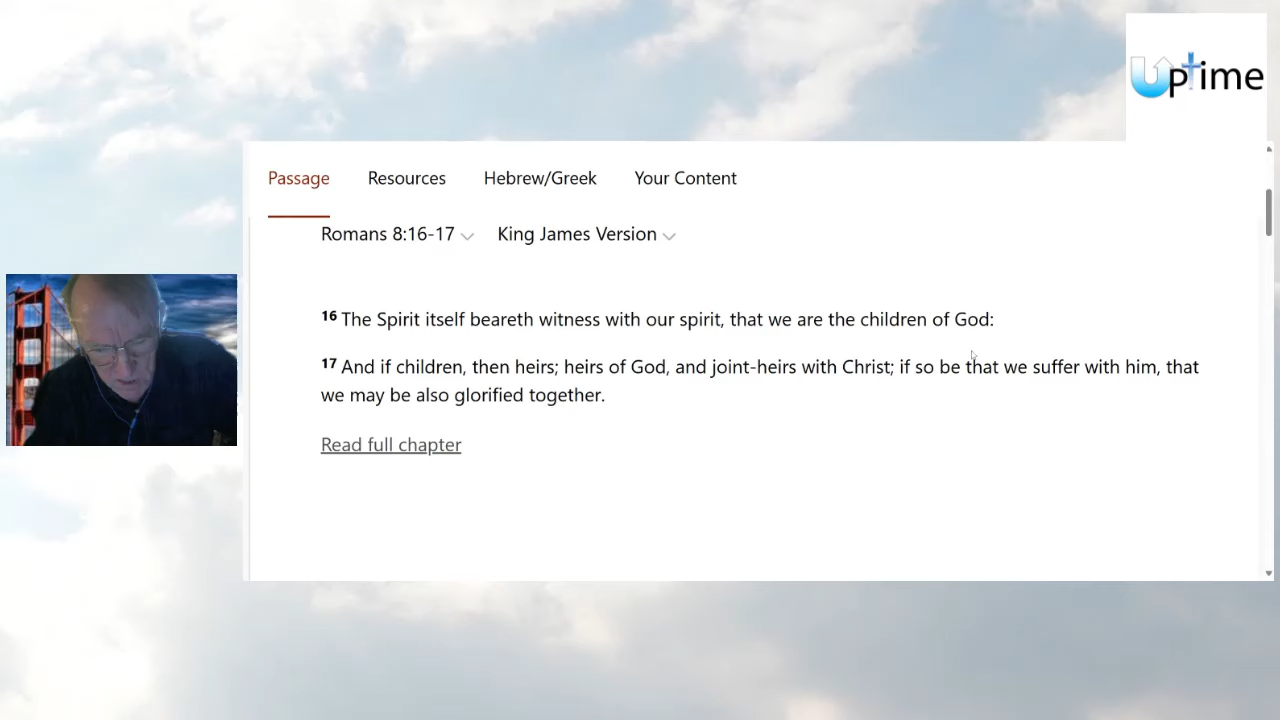 Uptime
Passage Resources Hebrew/Greek Your Content
Romans 8:16-17 King James Version
16 The Spirit itself beareth witness with our spirit, that we are the children of God:
17 And if children, then heirs; heirs of God, and joint-heirs with Christ; if so be that we suffer with him, that
we may be also glorified together.
Read full chapter